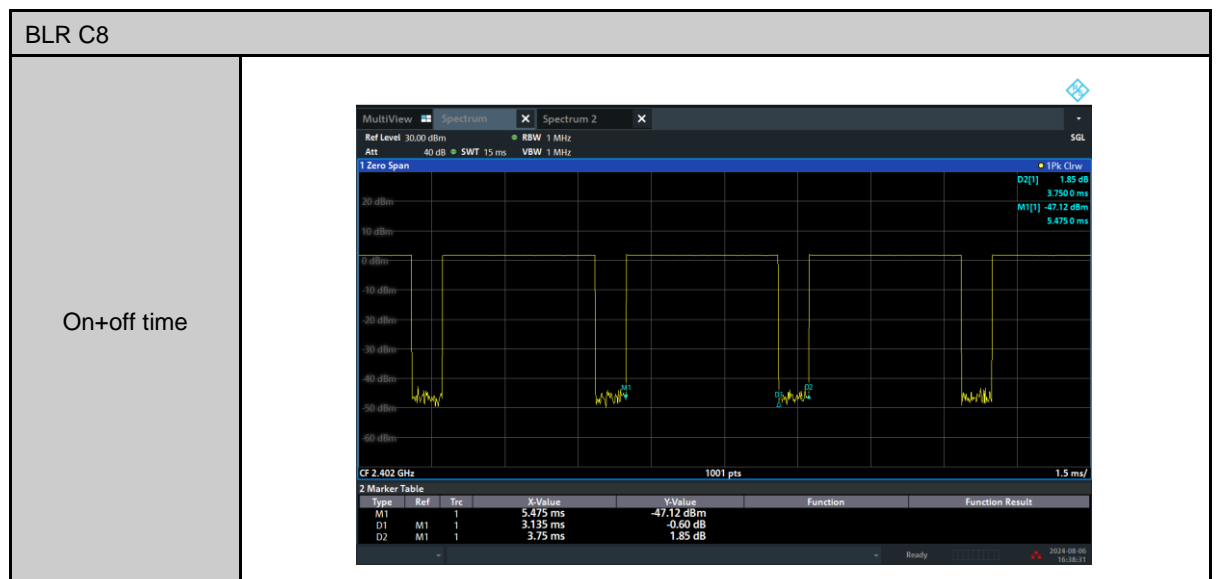 BLR C8
On+off time
MultiView Spectrum X Spectrum 2 X
Ref Level 30.00 dBm RBW 1 MHz SGL
Att 40 dB SWT 15 ms VBW 1 MHz
1 Zero Span 1Pk Clrw
D2[1] 1.85 dB
3.750 0 ms
M1[1] -47.12 dBm
5.475 0 ms
20 dBm
10 dBm
0 dBm
-10 dBm
-20 dBm
-30 dBm
-40 dBm
M1 D1 D2
-50 dBm
-60 dBm
CF 2.402 GHz 1001 pts 1.5 ms/
2 Marker Table
Type Ref Trc X-Value Y-Value Function Function Result
M1 1 5.475 ms -47.12 dBm
D1 M1 1 3.135 ms -0.60 dB
D2 M1 1 3.75 ms 1.85 dB
Ready 2024-08-06
16:38:31